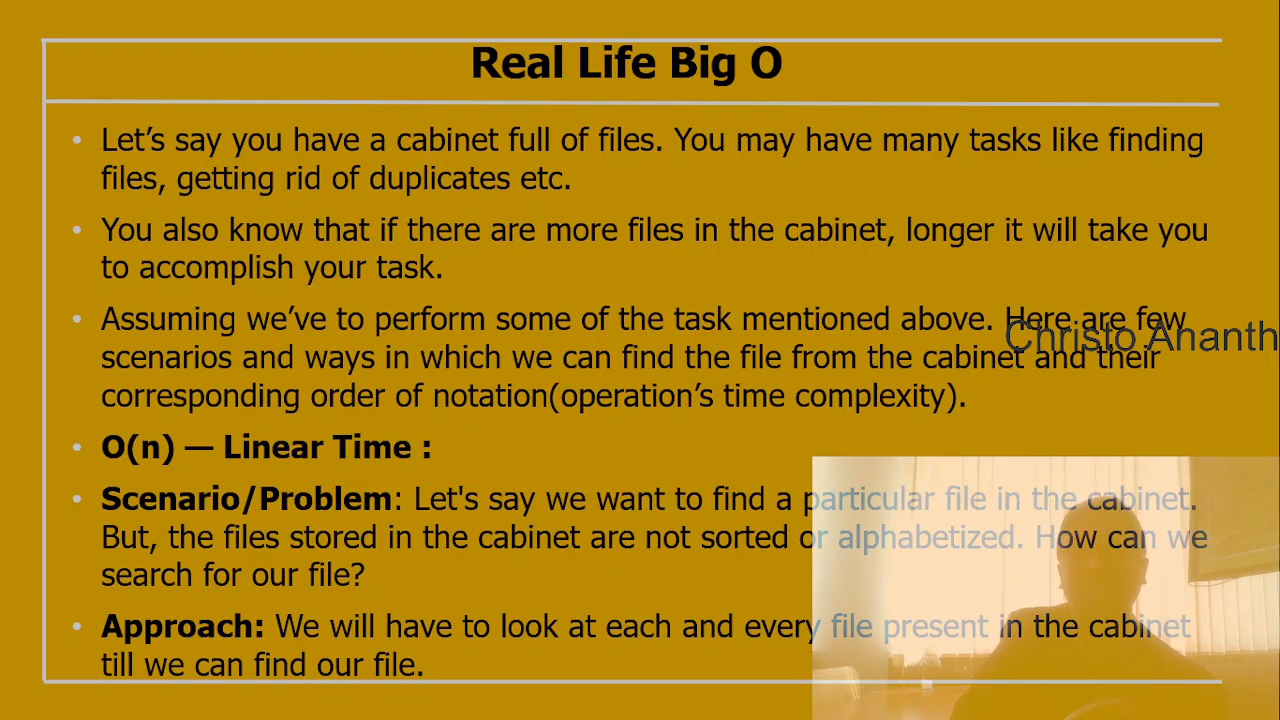 Real Life Big O
• Let’s say you have a cabinet full of files. You may have many tasks like finding
files, getting rid of duplicates etc.
• You also know that if there are more files in the cabinet, longer it will take you
to accomplish your task.
• Assuming we’ve to perform some of the task mentioned above. Here are few
Christo Ananth
scenarios and ways in which we can find the file from the cabinet and their
corresponding order of notation(operation’s time complexity).
• O(n) — Linear Time :
• Scenario/Problem: Let's say we want to find a particular file in the cabinet.
But, the files stored in the cabinet are not sorted or alphabetized. How can we
search for our file?
• Approach: We will have to look at each and every file present in the cabinet
till we can find our file.